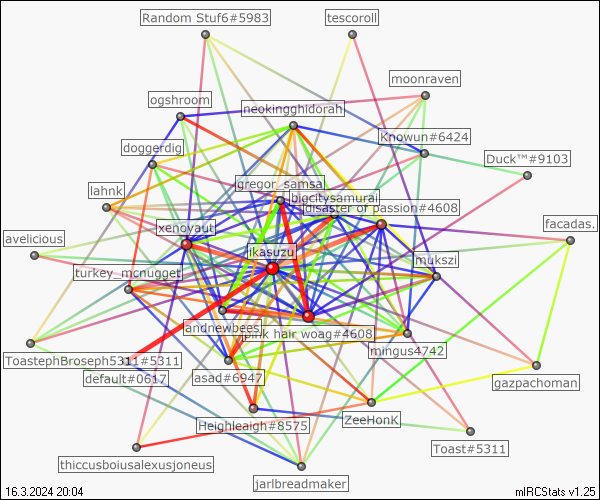 Random Stuf6#5983
tescoroll
moonraven
ogshroom
neokingghidorah
Knowun#6424
doggerdig
Duck™#9103
gregor_samsa
lahnk
bigcitysamurai
disaster of passion#4608
xenovaut
facadas.
avelicious
ikasuzu
mukszi
turkey_mcnugget
andnewbees
pink hair woag#4608
mingus4742
ToastephBroseph5311#5311
default#0617
asad#6947
gazpachoman
Heighleaigh#8575
ZeeHonK
Toast#5311
thiccusboiusalexusjoneus
jarlbreadmaker
16.3.2024 20:04
mIRCStats v1.25